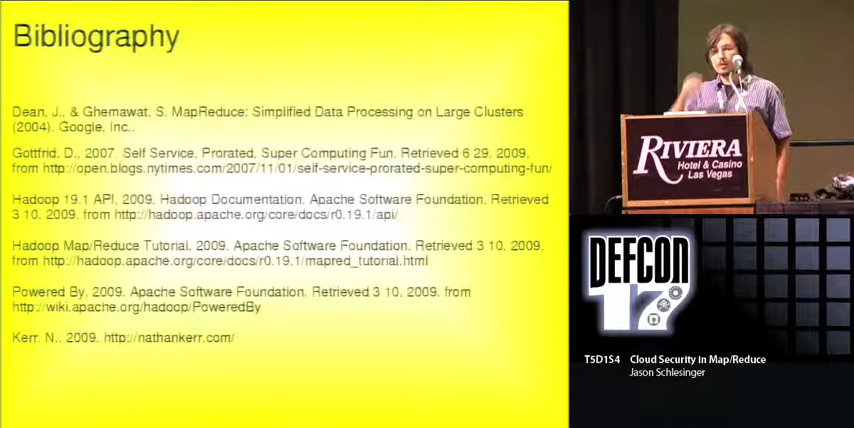 Bibliography
Dean, J., & Ghemawat, S. MapReduce: Simplified Data Processing on Large Clusters
(2004). Google, Inc..
Gottfrid, D., 2007. Self Service, Prorated, Super Computing Fun. Retrieved 6 29, 2009,
from http://open.blogs.nytimes.com/2007/11/01/self-service-prorated-super-computing-fun/
Hadoop 19.1 API. 2009. Hadoop Documentation. Apache Software Foundation. Retrieved
3 10, 2009, from http://hadoop.apache.org/core/docs/r0.19.1/api/
Hadoop Map/Reduce Tutorial. 2009. Apache Software Foundation. Retrieved 3 10, 2009,
from http://hadoop.apache.org/core/docs/r0.19.1/mapred_tutorial.html
Powered By, 2009. Apache Software Foundation. Retrieved 3 10, 2009, from
http://wiki.apache.org/hadoop/PoweredBy
Kerr, N., 2009. http://nathankerr.com/
RIVIERA
Hotel & Casino
Las Vegas
DEFCON
17
T5D1S4 Cloud Security in Map/Reduce
Jason Schlesinger